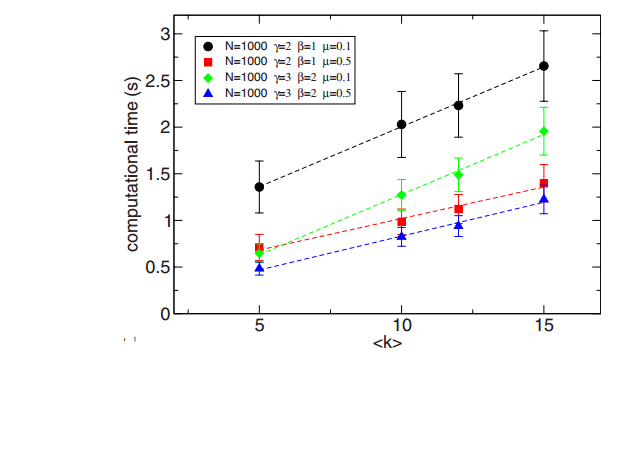 3
2.5
2
1.5
1
0.5
0
computational time (s)
N=1000 γ=2 β=1 μ=0.1
N=1000 γ=2 β=1 μ=0.5
N=1000 γ=3 β=2 μ=0.1
N=1000 γ=3 β=2 μ=0.5
5 10 15
<k>